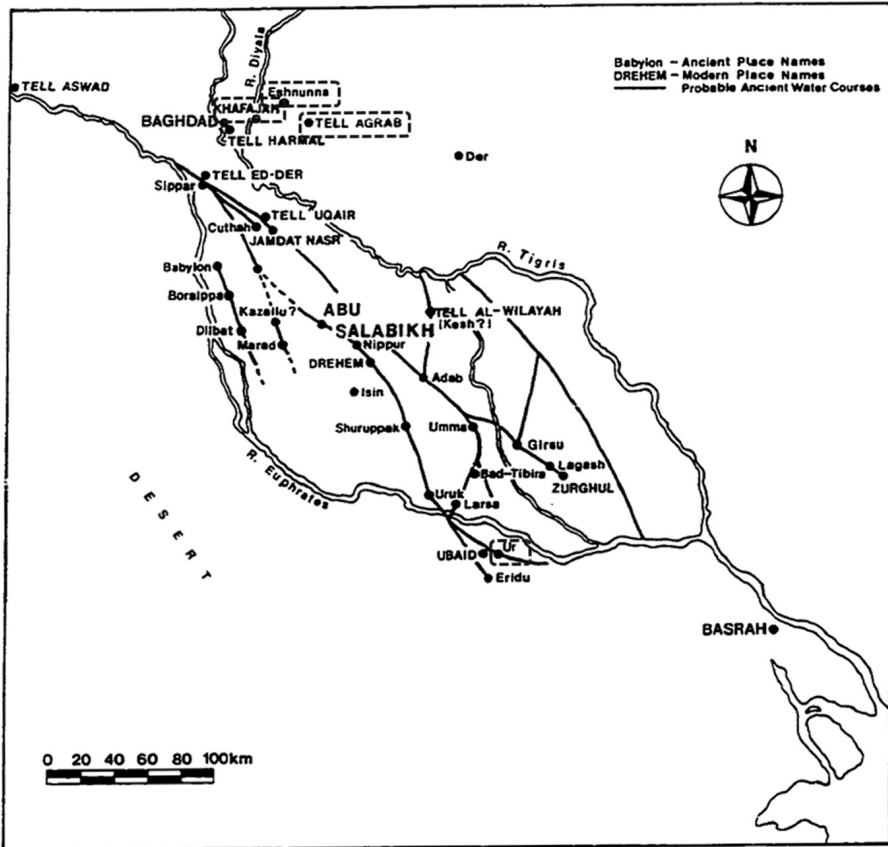 Babylon – Ancient Place Names
DREHEM – Modern Place Names
Probable Ancient Water Courses
TELL ASWAD
R. Diyala
Eshnunna
KHAFAJAH
BAGHDAD
TELL AGRAB
TELL HARMAL
Der
N
TELL ED-DER
Sippar
TELL UQAIR
Cuthah
JAMDAT NASR
R. Tigris
Babylon
Borsippa
Kazallu?
ABU
SALABIKH
TELL AL-WILAYAH
(Kesh?)
Dilbat
Marad
Nippur
DREHEM
Adab
Isin
Shuruppak
Umma
Girsu
Lagash
Bad-Tibira
ZURGHUL
R. Euphrates
Uruk
Larsa
DESERT
UBAID
Ur
Eridu
BASRAH
0 20 40 60 80 100km